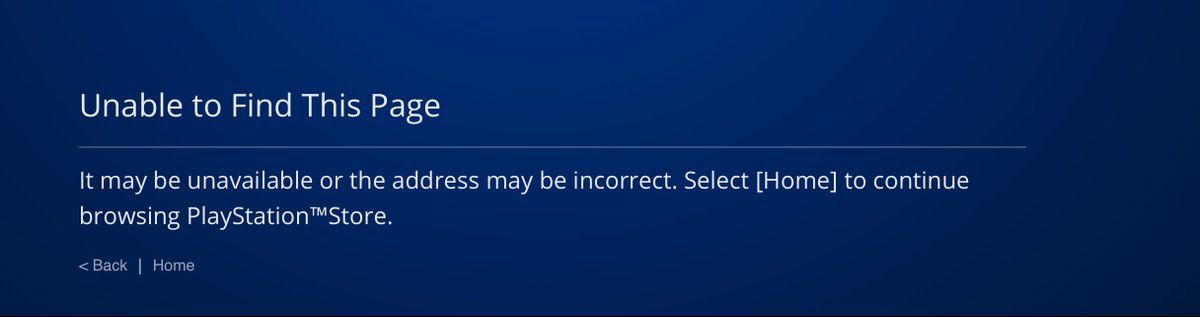 Unable to Find This Page
It may be unavailable or the address may be incorrect. Select [Home] to continue
browsing PlayStation™Store.
< Back | Home